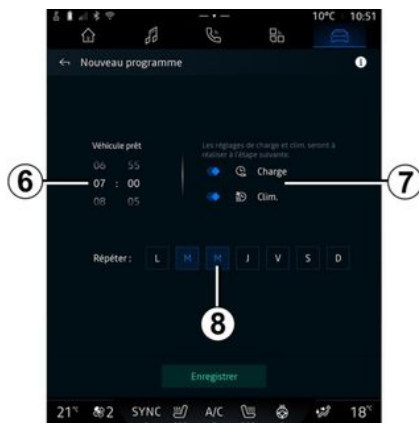 10°C 10:51
Nouveau programme
Véhicule prêt
Les réglages de charge et clim. seront à
réaliser à l'étape suivante.
06 55
07 : 00
08 05
Charge
Clim.
6
7
Répéter : L M M J V S D
8
Enregistrer
21°C 2 SYNC A/C 18°C